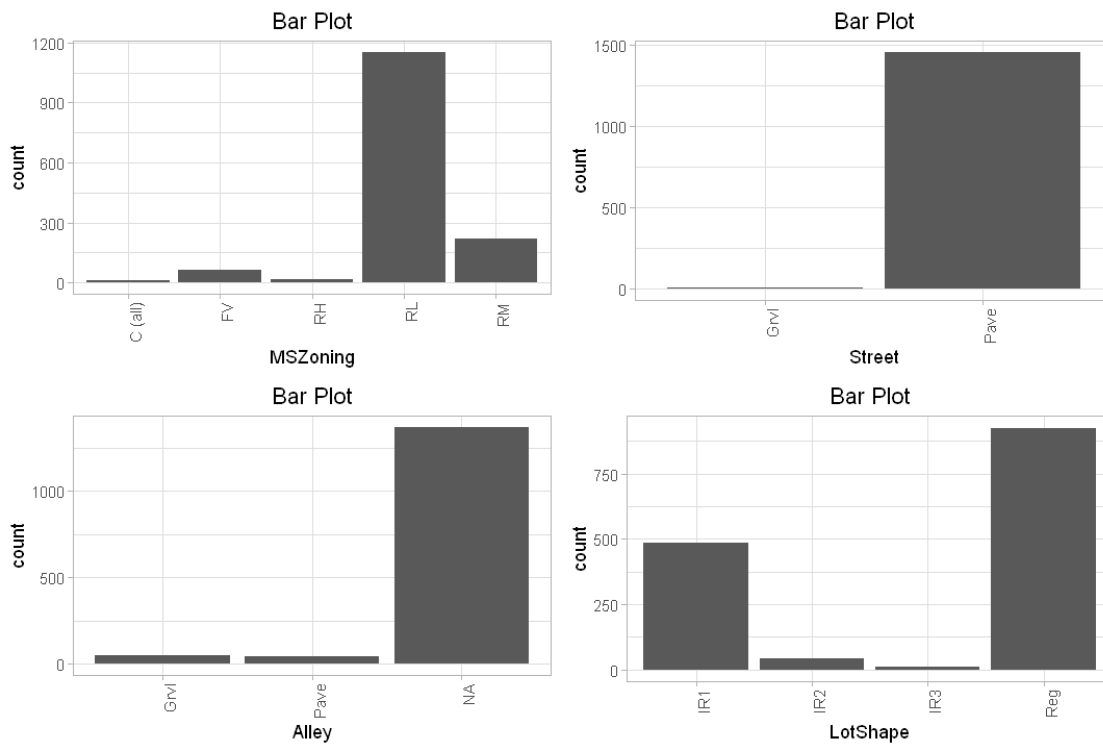 Bar Plot
1200
900
600
300
0
count
C (all)
FV
RH
RL
RM
MSZoning
Bar Plot
1500
1000
500
0
count
Grvl
Pave
Street
Bar Plot
1000
500
0
count
Grvl
Pave
NA
Alley
Bar Plot
750
500
250
0
count
IR1
IR2
IR3
Reg
LotShape